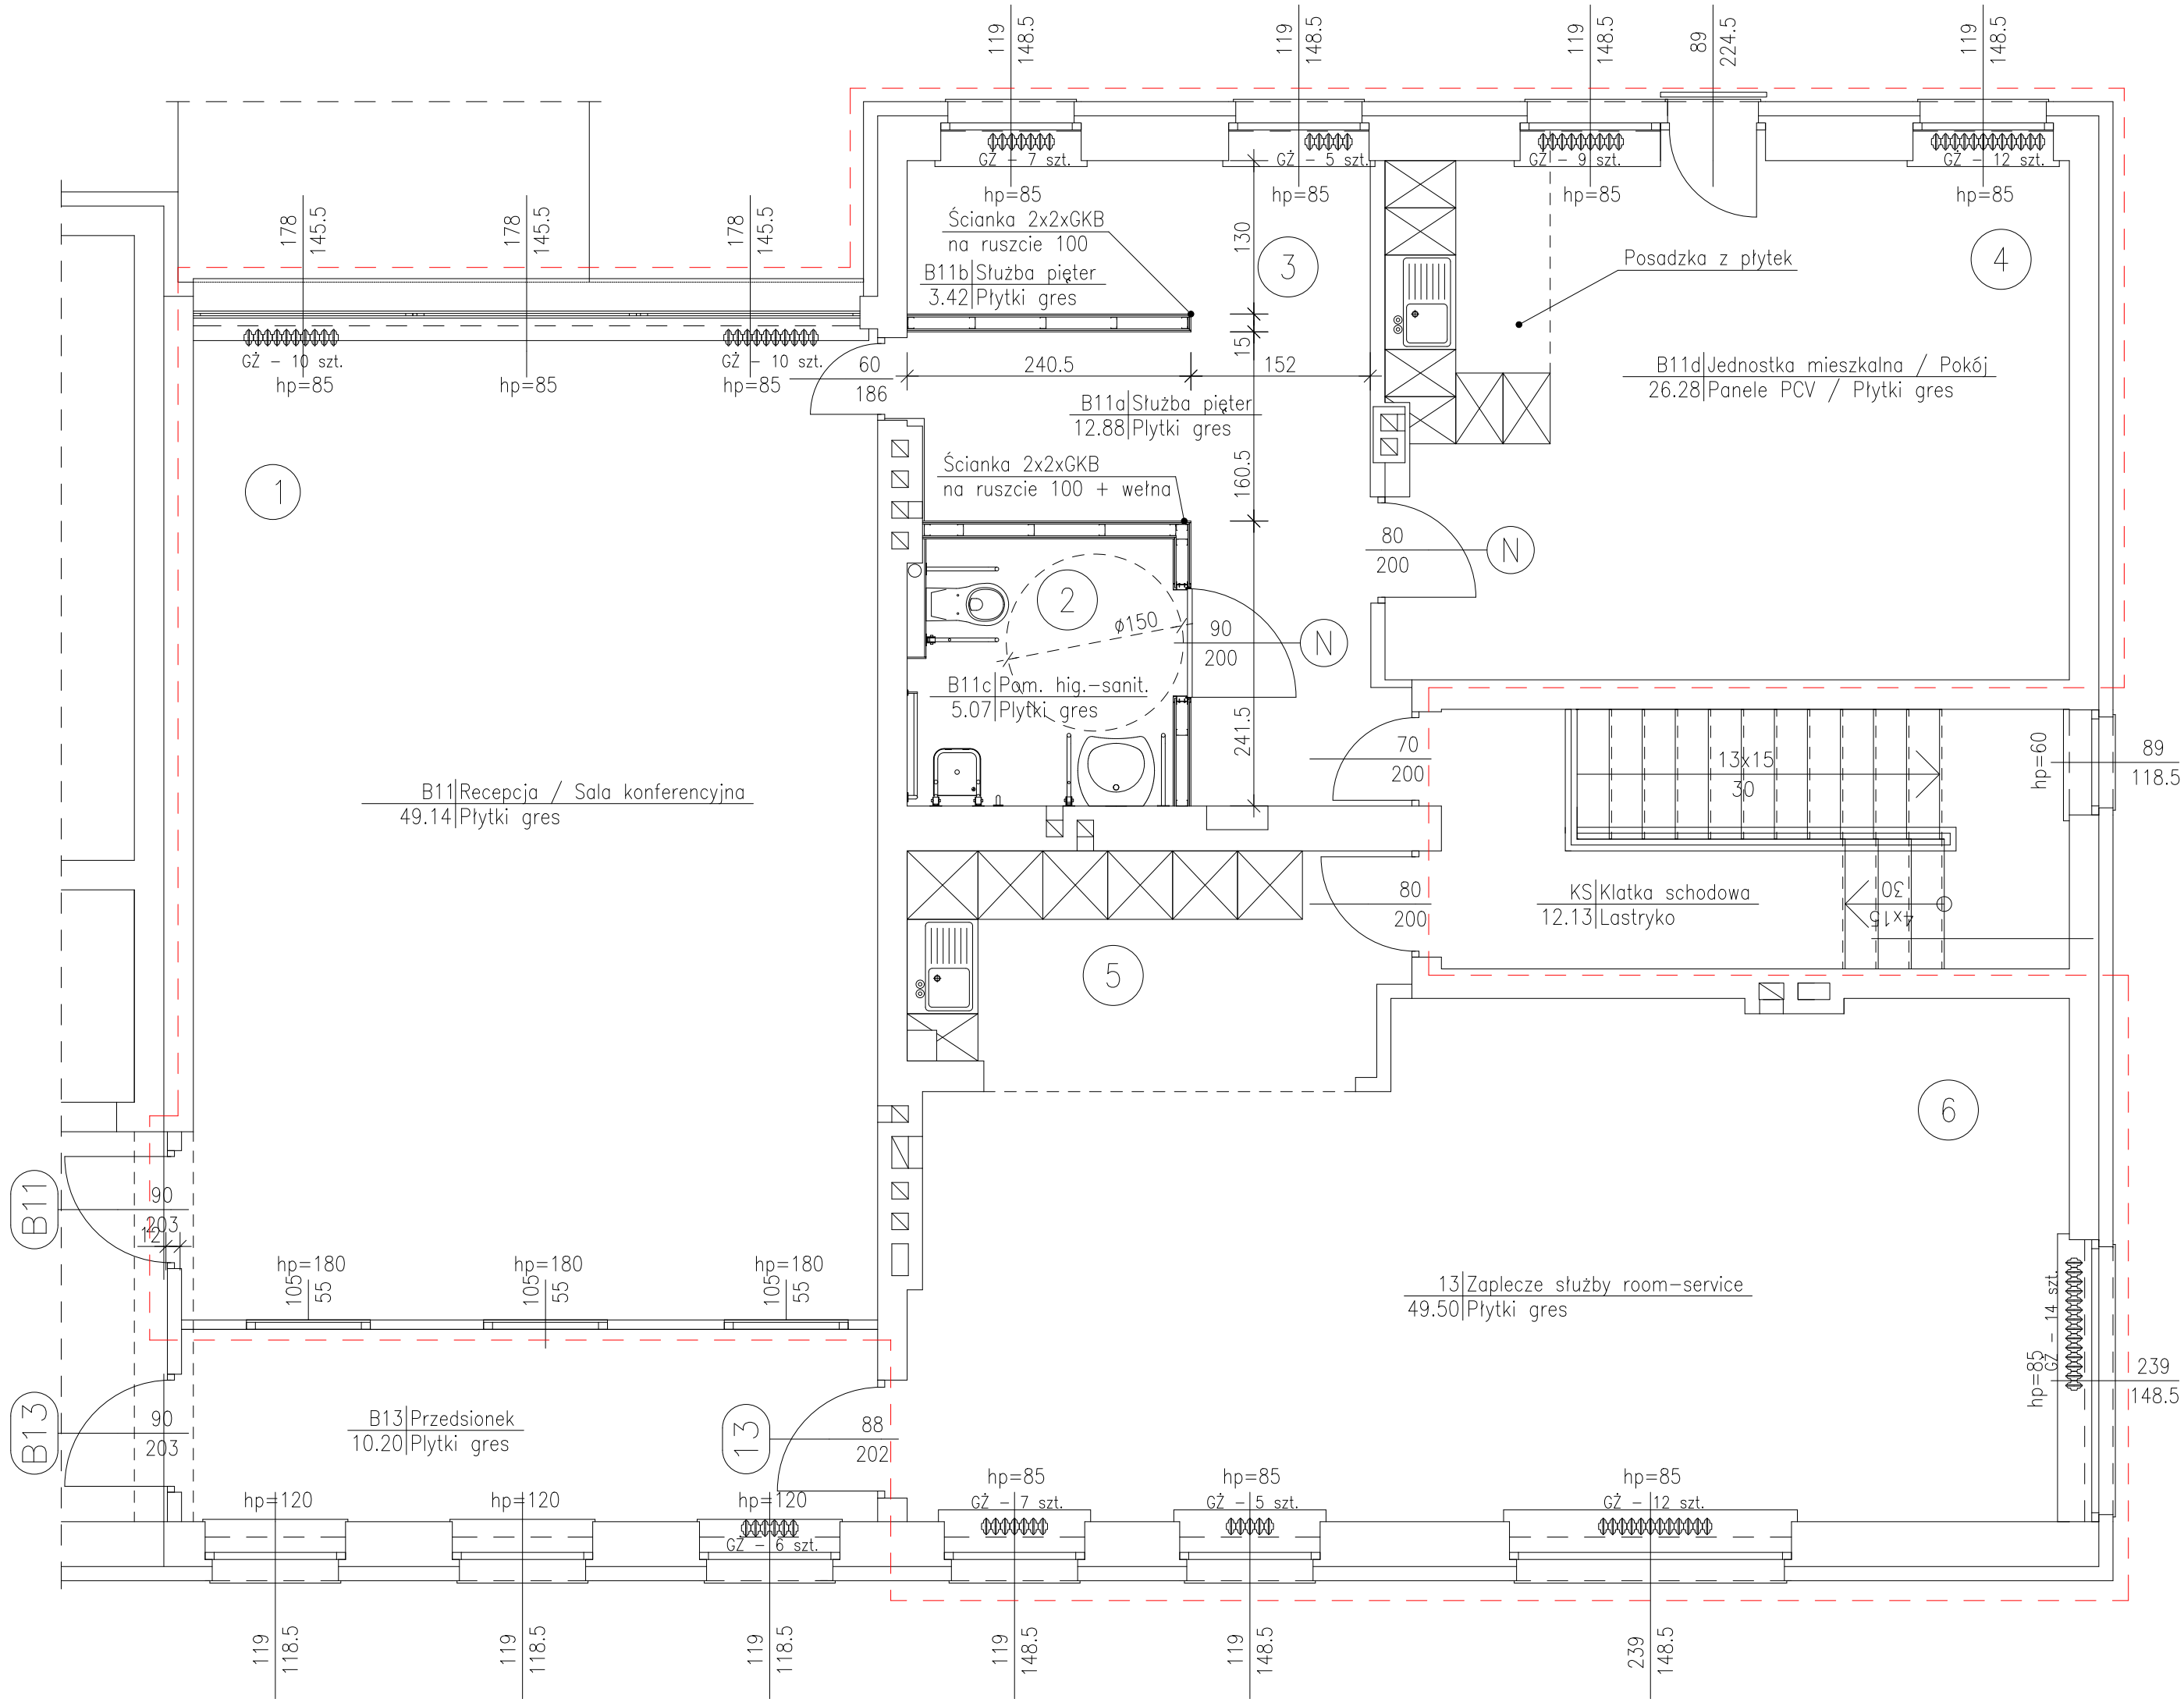 119
148.5
119
148.5
119
148.5
89
224.5
119
148.5
GŻ - 7 szt.
hp=85
GŻ - 5 szt.
hp=85
GŻ - 9 szt.
hp=85
GŻ - 12 szt.
hp=85
178
145.5
178
145.5
178
145.5
GŻ - 10 szt.
hp=85
hp=85
GŻ - 10 szt.
hp=85
Ścianka 2x2xGKB
na ruszcie 100
B11b Służba pięter
3.42 Płytki gres
130
3
4
Posadzka z płytek
15
240.5
152
60
186
B11d Jednostka mieszkalna / Pokój
26.28 Panele PCV / Płytki gres
B11a Służba pięter
12.88 Plytki gres
Ścianka 2x2xGKB
na ruszcie 100 + wełna
160.5
1
80
200
N
2
ø150
90
200
N
B11c Pom. hig.-sanit.
5.07 Plytki gres
241.5
70
200
13x15
30
hp=60
89
118.5
B11 Recepcja / Sala konferencyjna
49.14 Płytki gres
80
200
KS Klatka schodowa
12.13 Lastryko
30
4x15
5
6
B11
90
203
12
hp=180
105
55
hp=180
105
55
hp=180
105
55
13 Zaplecze służby room-service
49.50 Płytki gres
GŻ - 14 szt.
hp=85
239
148.5
B13
90
203
B13 Przedsionek
10.20 Plytki gres
13
88
202
hp=120
hp=120
hp=120
GŻ - 6 szt.
hp=85
GŻ - 7 szt.
hp=85
GŻ - 5 szt.
hp=85
GŻ - 12 szt.
119
118.5
119
118.5
119
118.5
119
148.5
119
148.5
239
148.5